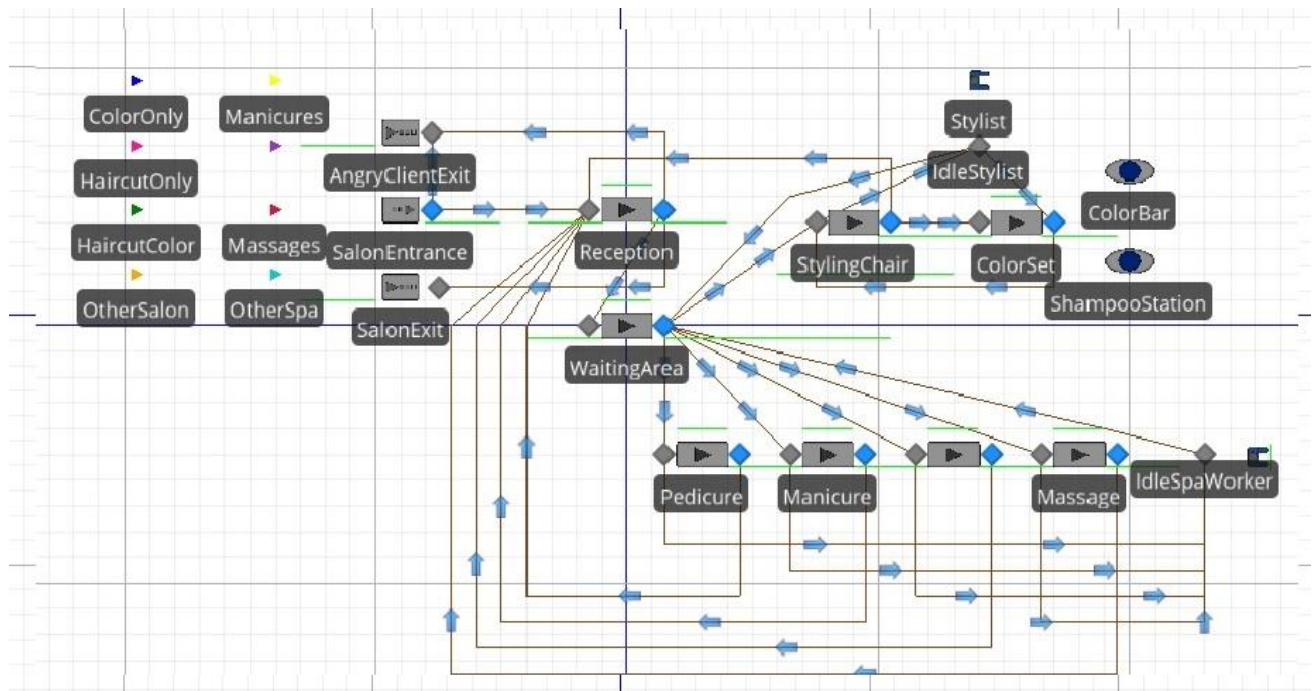 ColorOnly
Manicures
HaircutOnly
HaircutColor
Massages
OtherSalon
OtherSpa
AngryClientExit
SalonEntrance
SalonExit
Reception
WaitingArea
Stylist
IdleStylist
StylingChair
ColorSet
ColorBar
ShampooStation
Pedicure
Manicure
Massage
IdleSpaWorker